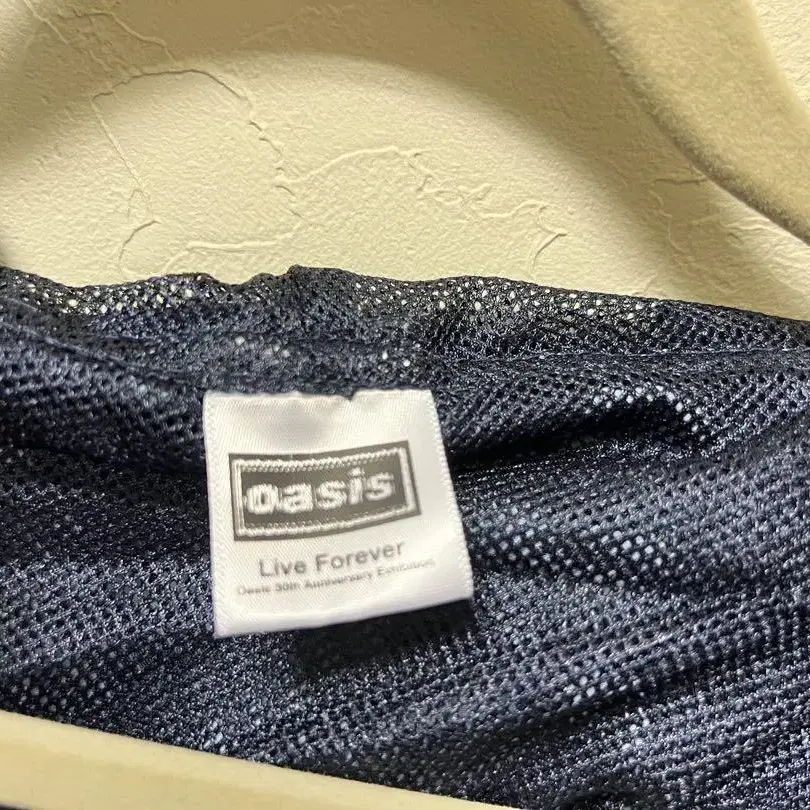 oasis
Live Forever
Oasis 30th Anniversary Exhibition